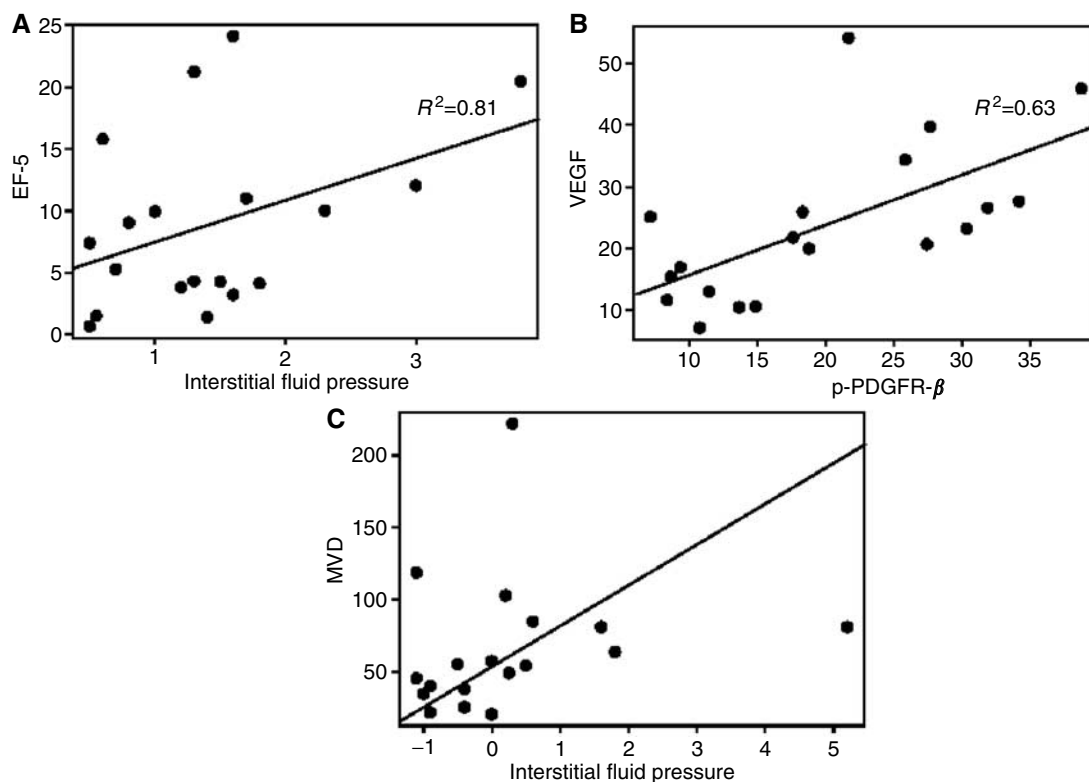 A
25
20
15
10
5
0
EF-5
R²=0.81
1 2 3
Interstitial fluid pressure
B
50
40
30
20
10
VEGF
R²=0.63
10 15 20 25 30 35
p-PDGFR-β
C
200
150
100
50
MVD
−1 0 1 2 3 4 5
Interstitial fluid pressure